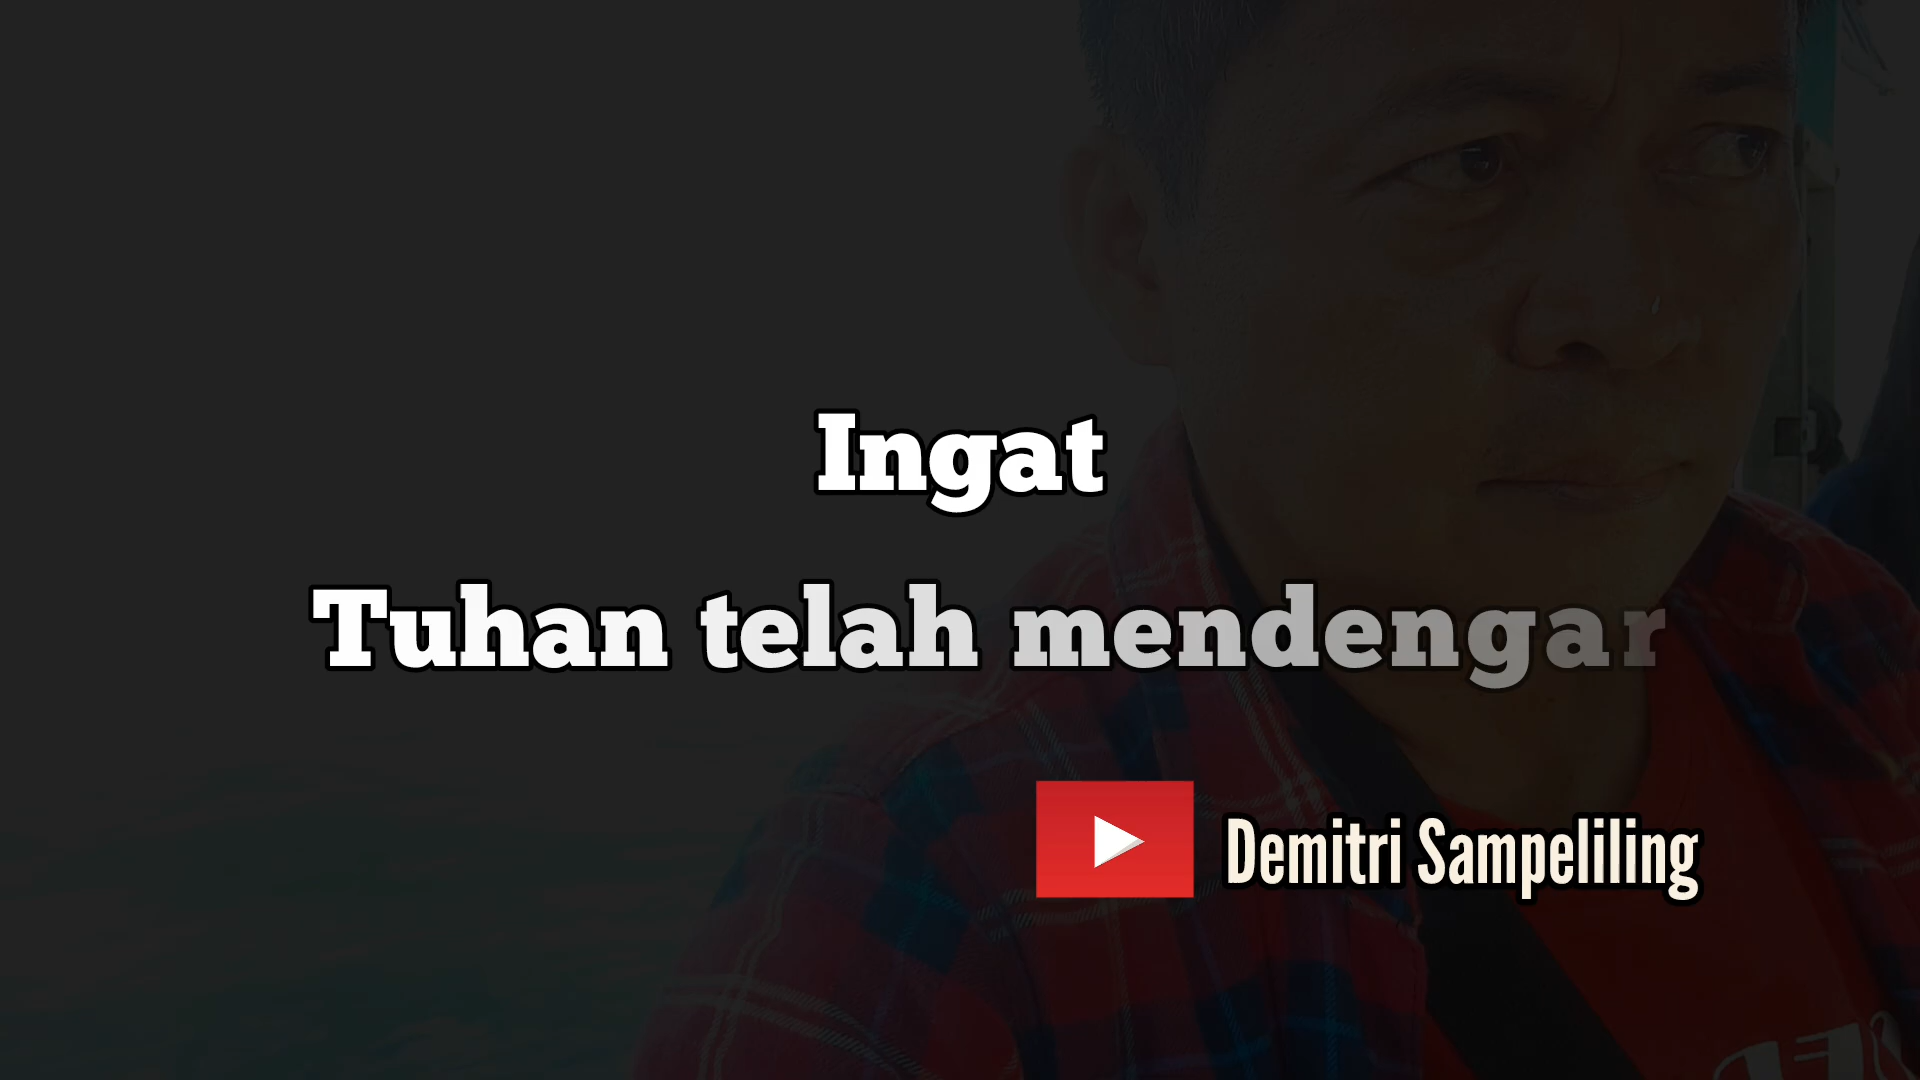 Ingat
Tuhan telah mendengar
Demitri Sampeliling